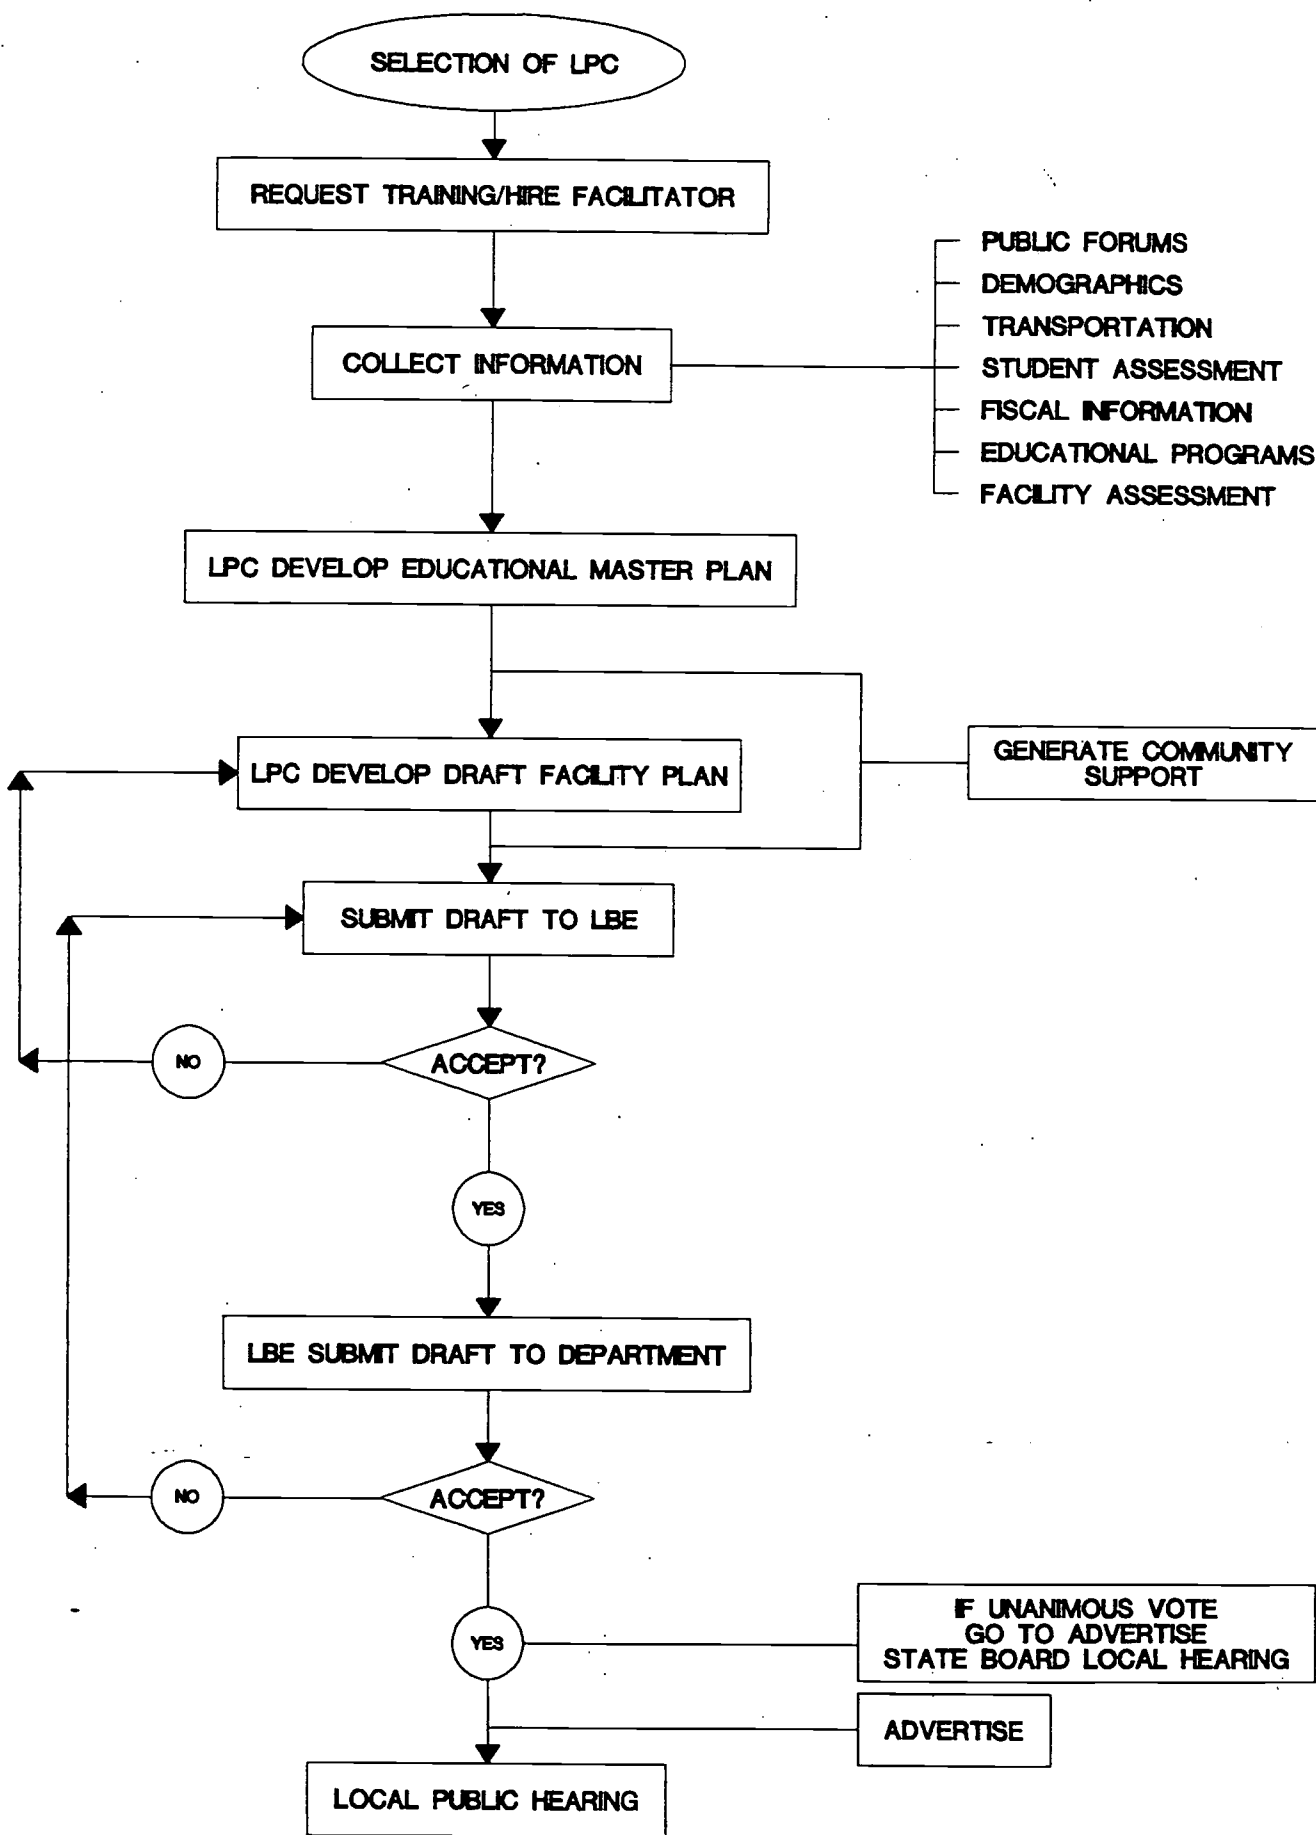 SELECTION OF LPC
REQUEST TRAINING/HIRE FACILITATOR
COLLECT INFORMATION
PUBLIC FORUMS
DEMOGRAPHICS
TRANSPORTATION
STUDENT ASSESSMENT
FISCAL INFORMATION
EDUCATIONAL PROGRAMS
FACILITY ASSESSMENT
LPC DEVELOP EDUCATIONAL MASTER PLAN
LPC DEVELOP DRAFT FACILITY PLAN
GENERATE COMMUNITY
SUPPORT
SUBMIT DRAFT TO LBE
NO
ACCEPT?
YES
LBE SUBMIT DRAFT TO DEPARTMENT
NO
ACCEPT?
YES
IF UNANIMOUS VOTE
GO TO ADVERTISE
STATE BOARD LOCAL HEARING
ADVERTISE
LOCAL PUBLIC HEARING